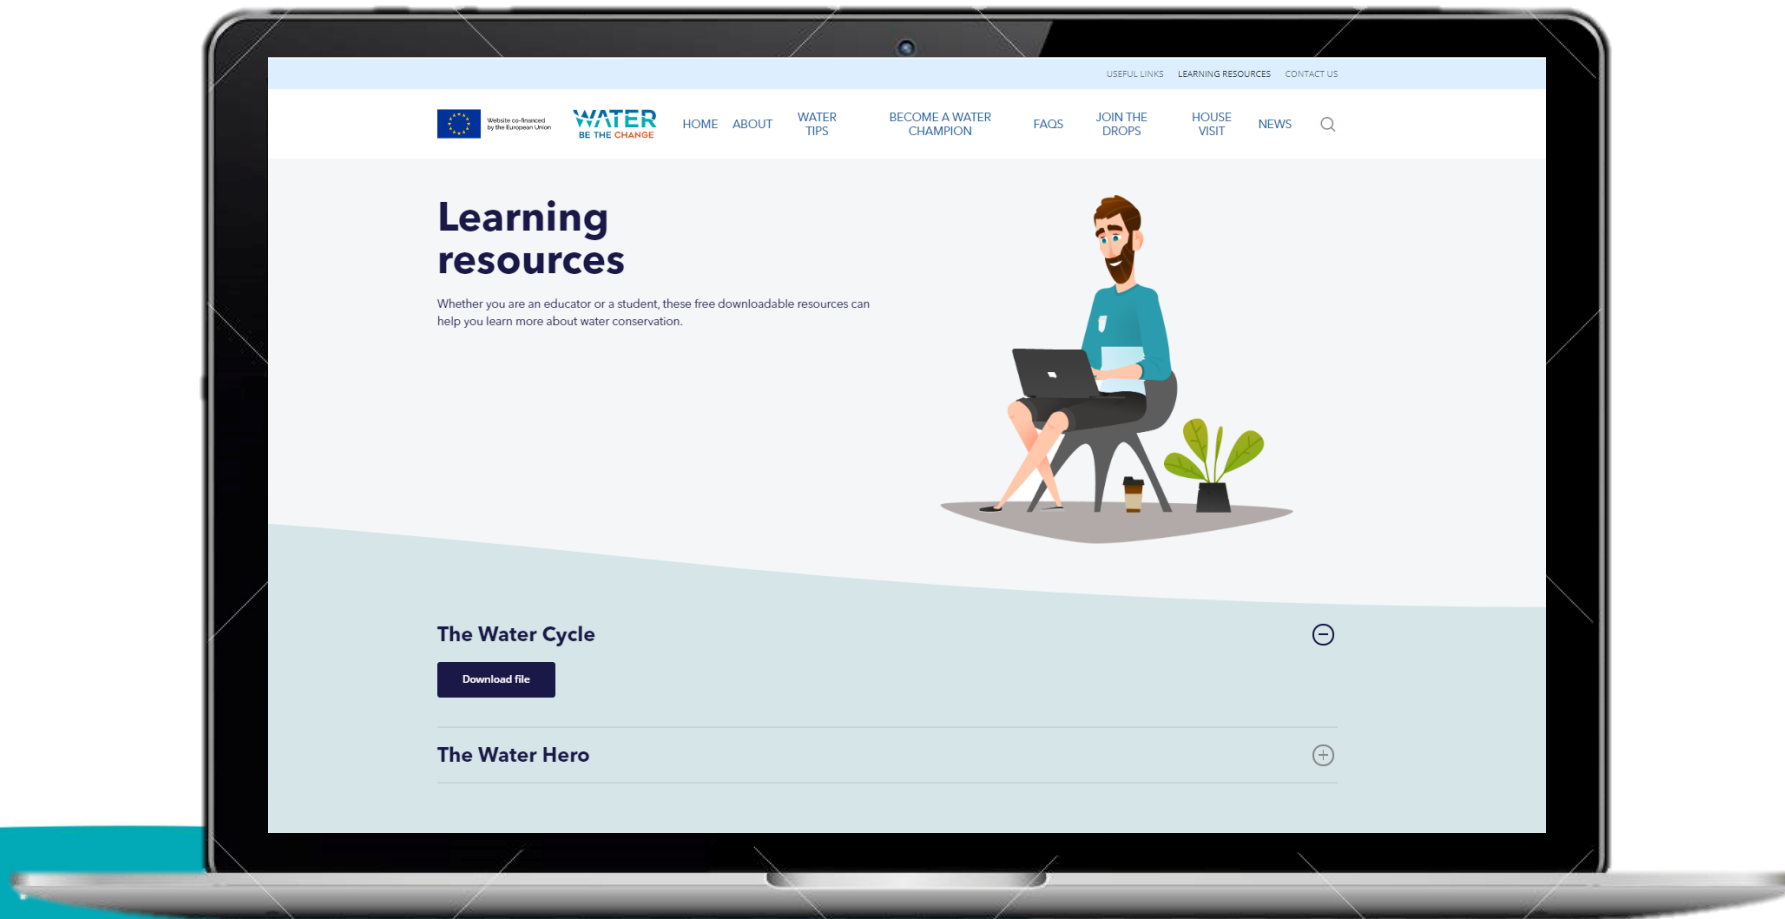 USEFUL LINKS LEARNING RESOURCES CONTACT US
Website co-financed
by the European Union
WATER
BE THE CHANGE
HOME ABOUT WATER TIPS BECOME A WATER CHAMPION FAQS JOIN THE DROPS HOUSE VISIT NEWS
Learning
resources
Whether you are an educator or a student, these free downloadable resources can
help you learn more about water conservation.
The Water Cycle
Download file
The Water Hero